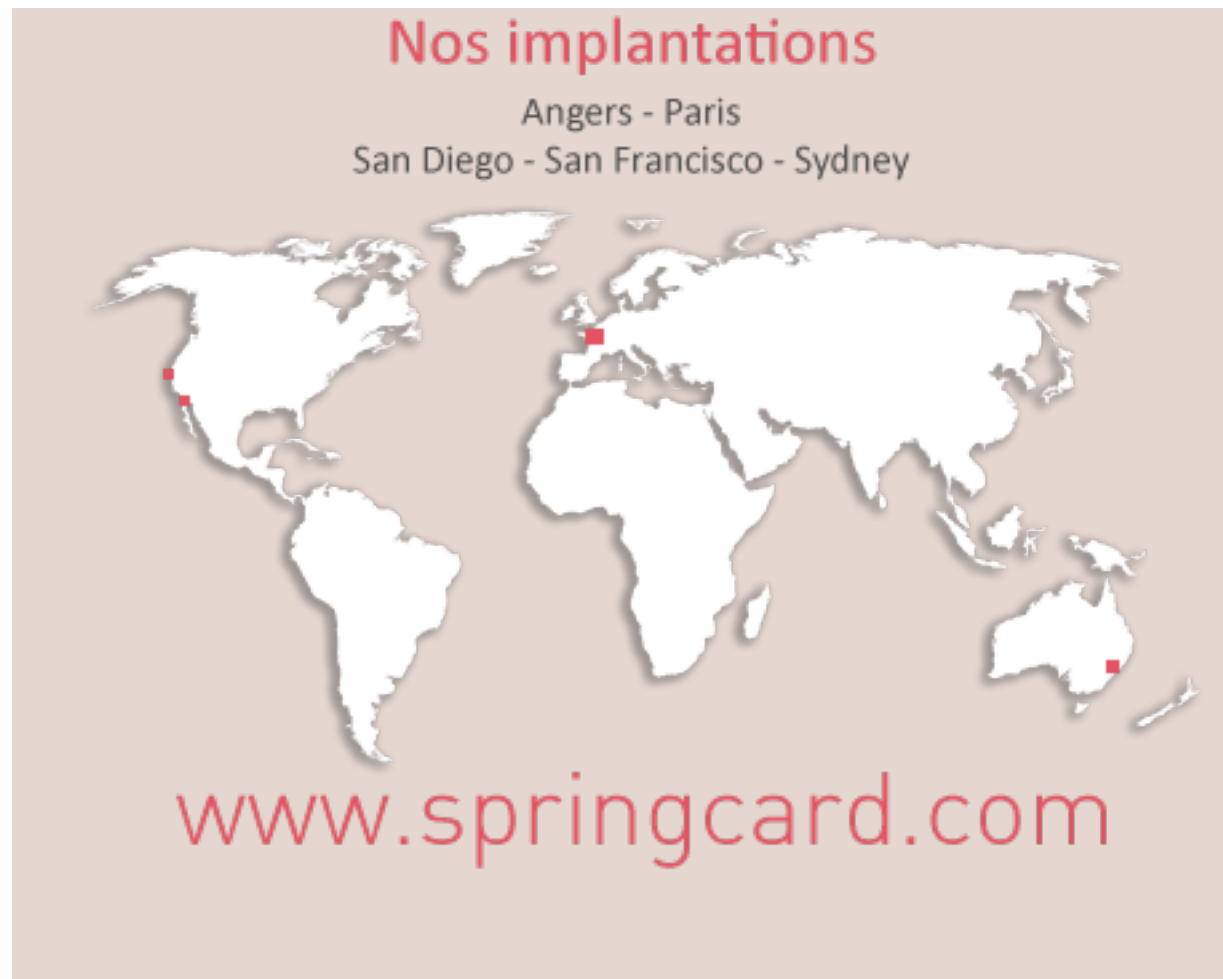 Nos implantations
Angers - Paris
San Diego - San Francisco - Sydney
www.springcard.com